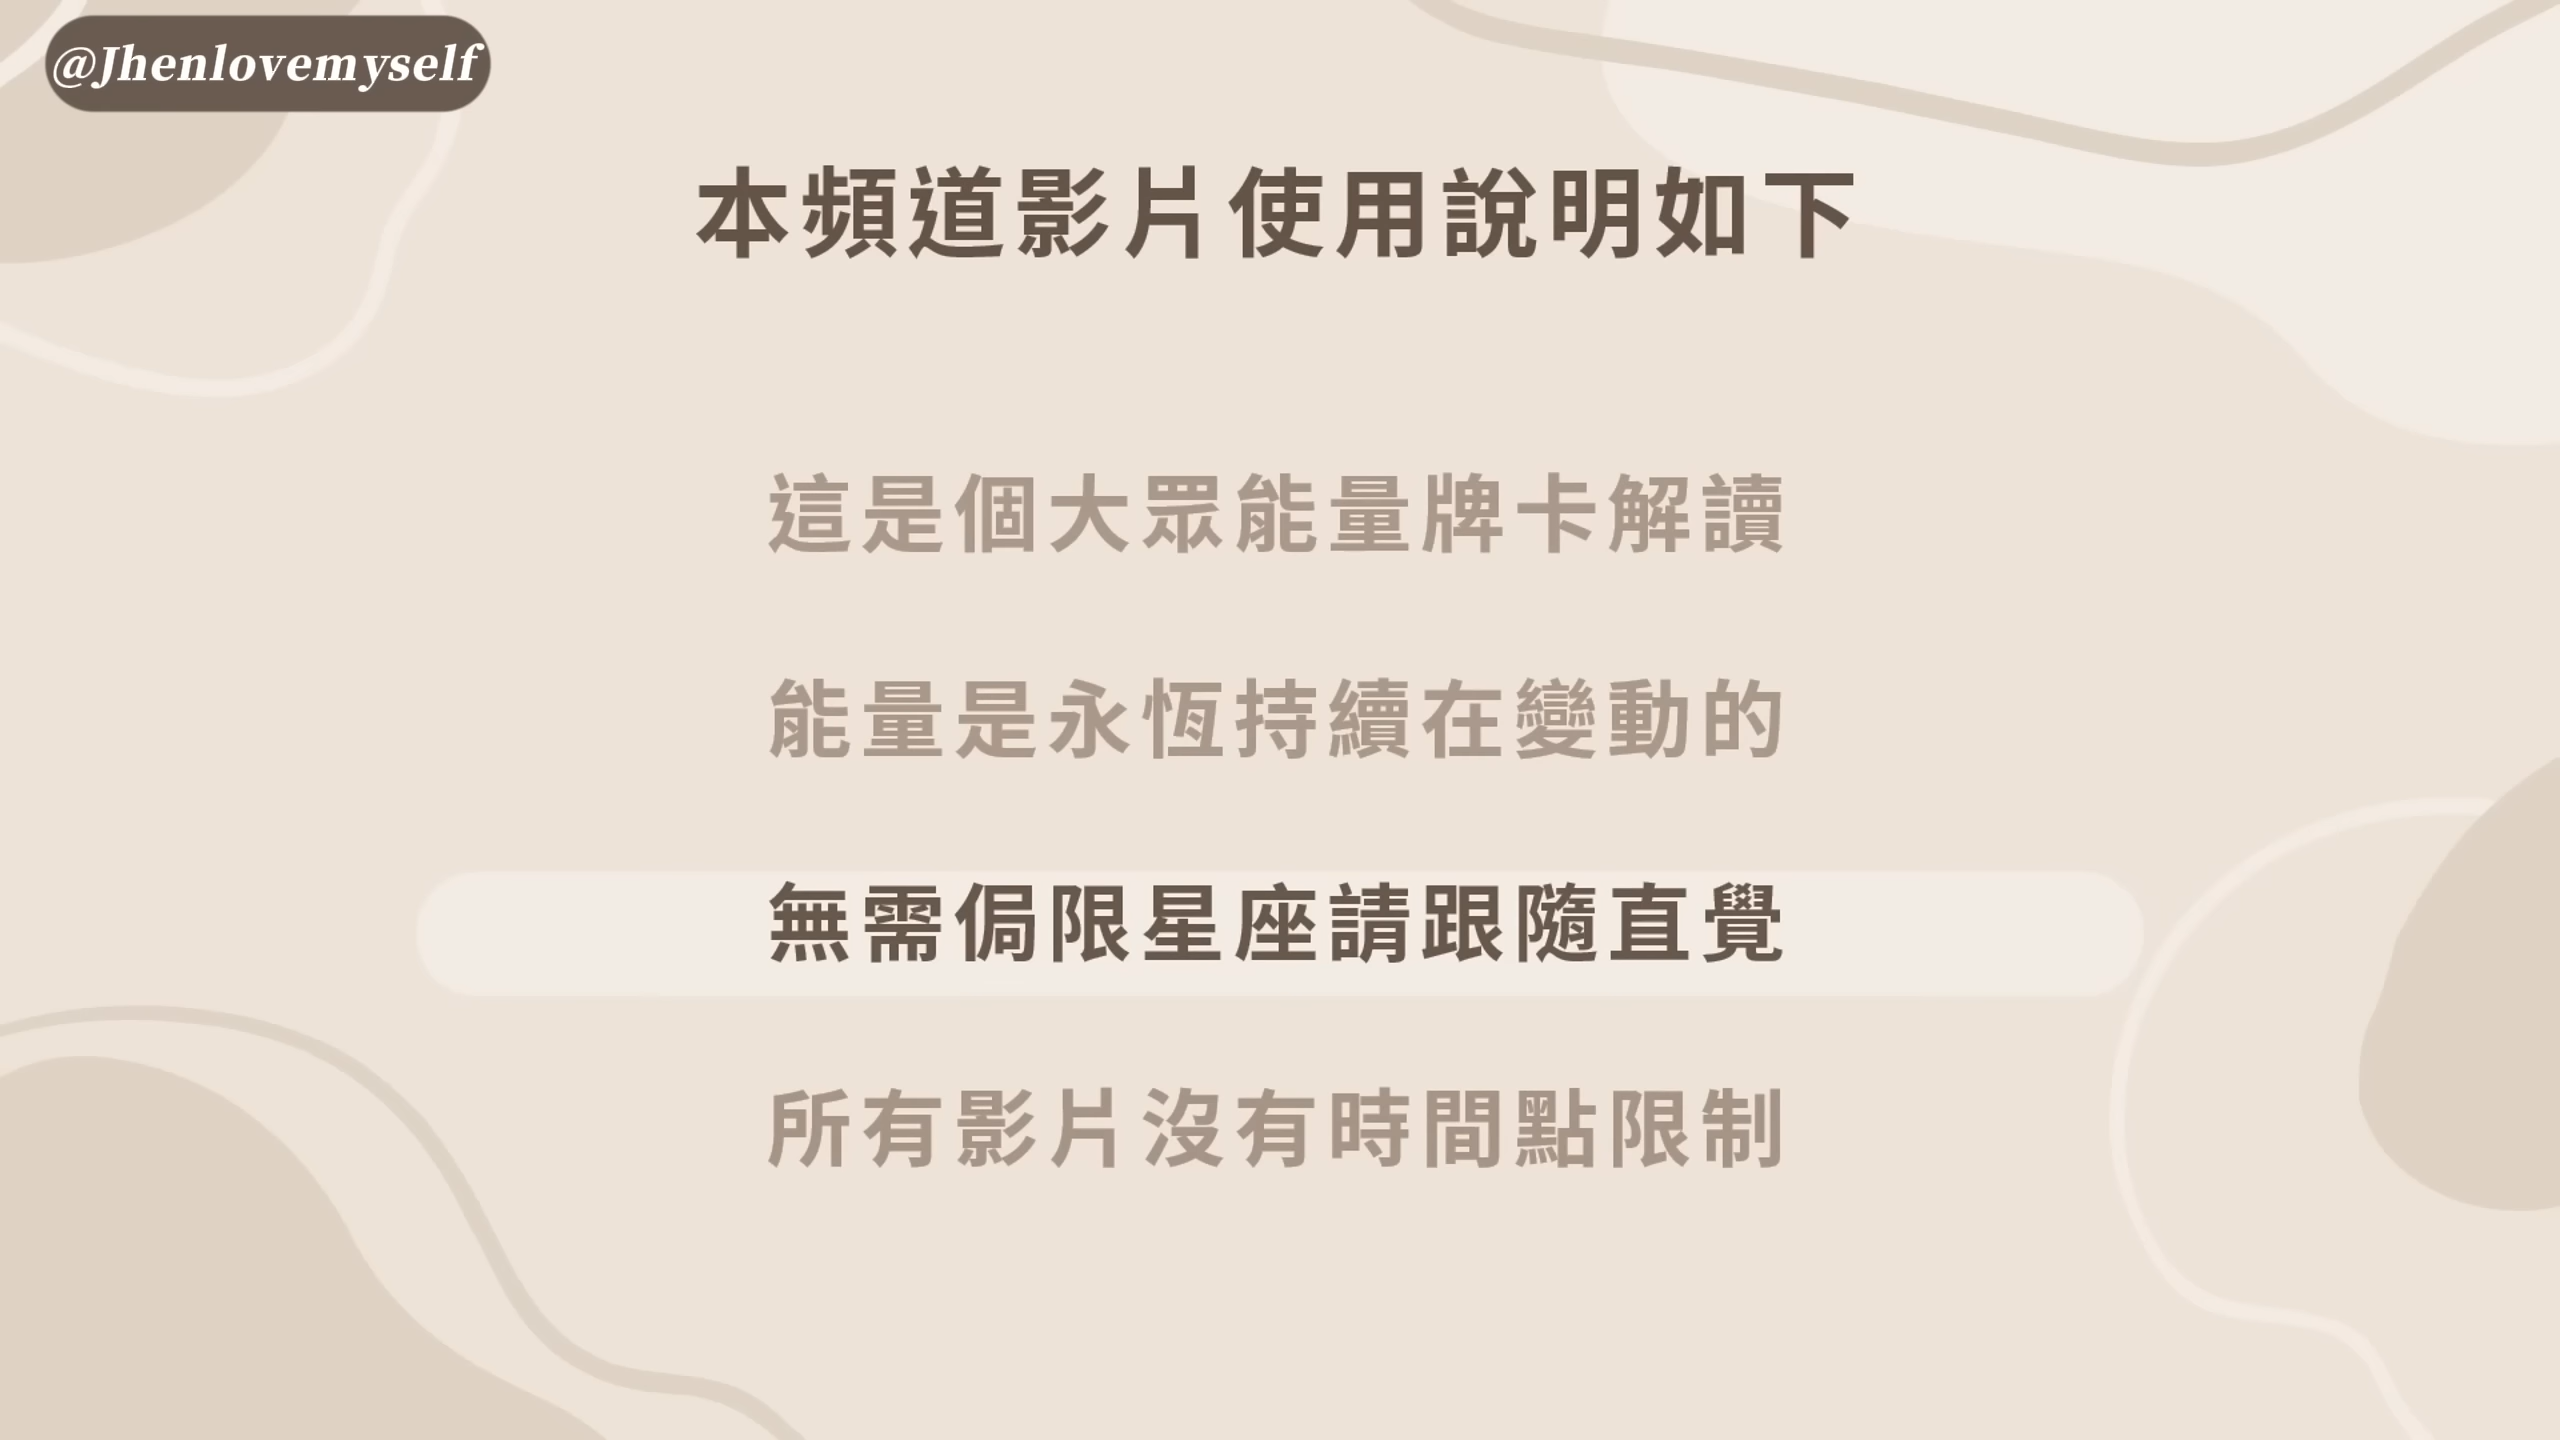 @Jhenlovemyself
本頻道影片使用說明如下
這是個大眾能量牌卡解讀
能量是永恆持續在變動的
無需侷限星座請跟隨直覺
所有影片沒有時間點限制